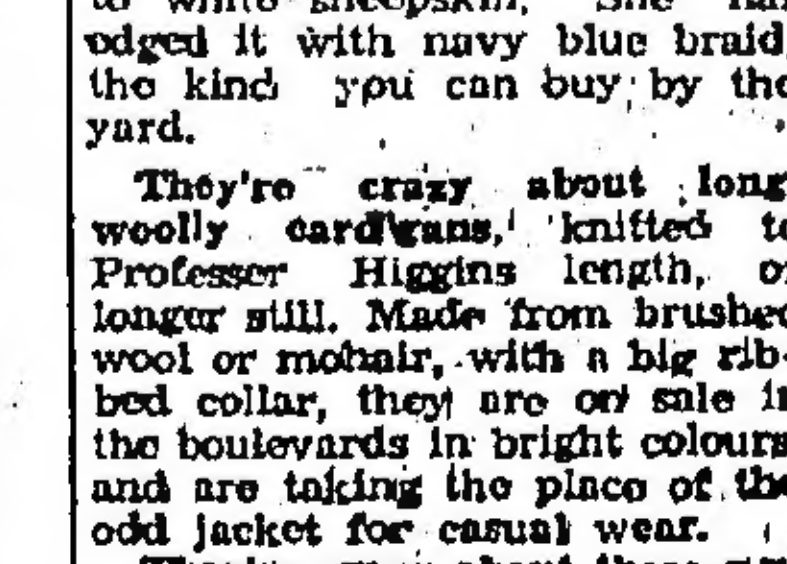 to white sheepskin. She had
edged it with navy blue braid,
the kind you can buy by the
yard.
They're crazy about long
woolly cardigans, knitted to
Professor Higgins length, or
longer still. Made from brushed
wool or mohair, with a big rib-
bed collar, they are on sale in
the boulevards in bright colours
and are taking the place of the
odd jacket for casual wear.
about these